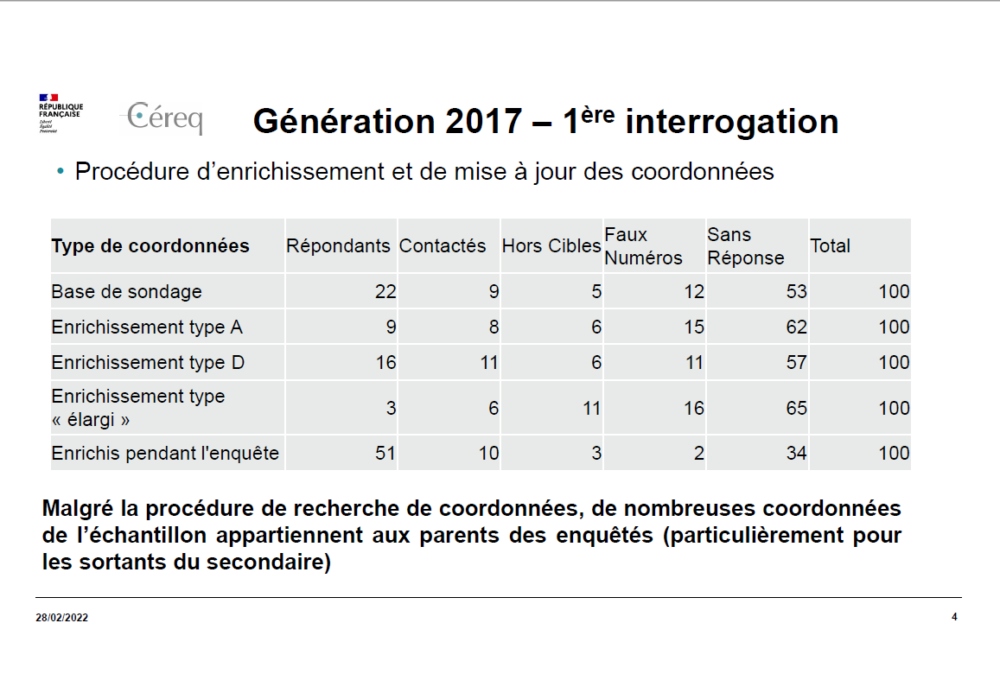 RÉPUBLIQUE
FRANÇAISE
Liberté
Égalité
Fraternité
Céreq
Génération 2017 – 1ère interrogation
• Procédure d'enrichissement et de mise à jour des coordonnées
Type de coordonnées Répondants Contactés Hors Cibles Faux Numéros Sans Réponse Total
Base de sondage 22 9 5 12 53 100
Enrichissement type A 9 8 6 15 62 100
Enrichissement type D 16 11 6 11 57 100
Enrichissement type
« élargi » 3 6 11 16 65 100
Enrichis pendant l'enquête 51 10 3 2 34 100
Malgré la procédure de recherche de coordonnées, de nombreuses coordonnées
de l'échantillon appartiennent aux parents des enquêtés (particulièrement pour
les sortants du secondaire)
28/02/2022 4